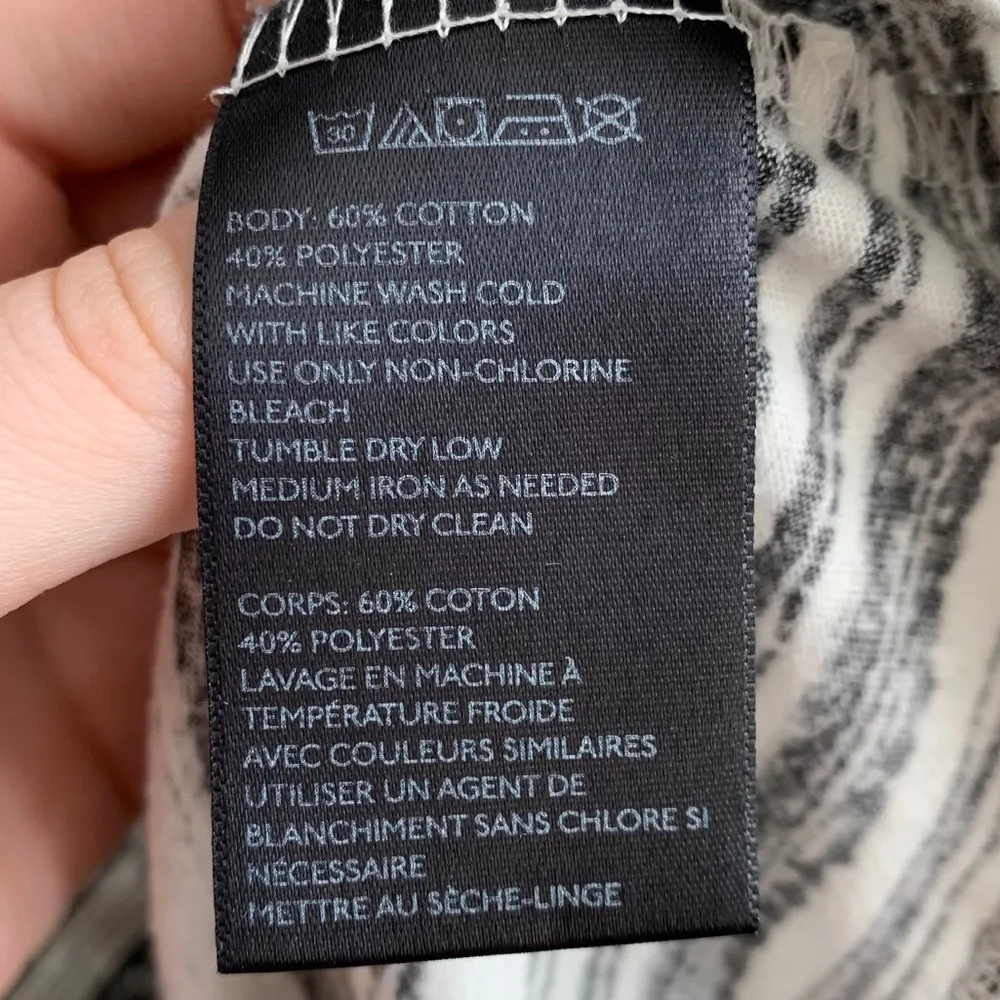 30
BODY: 60% COTTON
40% POLYESTER
MACHINE WASH COLD
WITH LIKE COLORS
USE ONLY NON-CHLORINE
BLEACH
TUMBLE DRY LOW
MEDIUM IRON AS NEEDED
DO NOT DRY CLEAN
CORPS: 60% COTON
40% POLYESTER
LAVAGE EN MACHINE À
TEMPÉRATURE FROIDE
AVEC COULEURS SIMILAIRES
UTILISER UN AGENT DE
BLANCHIMENT SANS CHLORE SI
NÉCESSAIRE
METTRE AU SÈCHE-LINGE